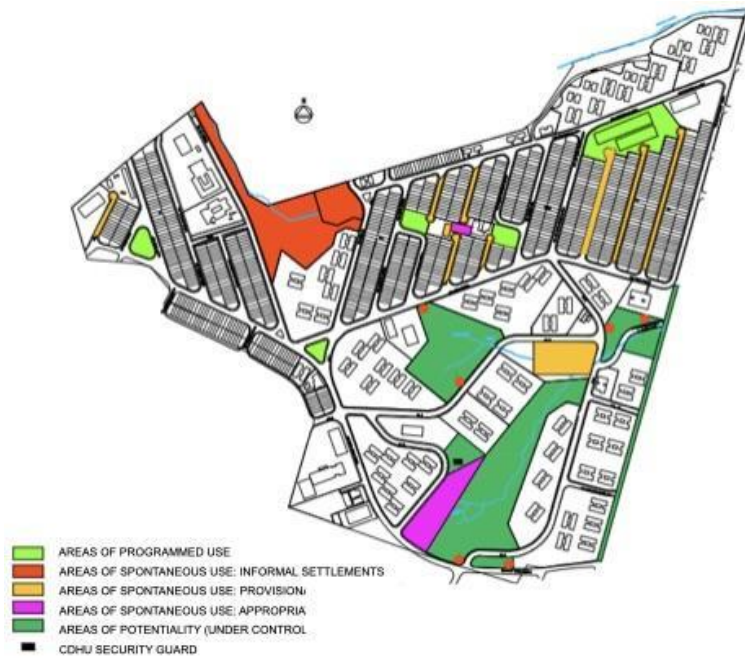 AREAS OF PROGRAMMED USE
AREAS OF SPONTANEOUS USE: INFORMAL SETTLEMENTS
AREAS OF SPONTANEOUS USE: PROVISION
AREAS OF SPONTANEOUS USE: APPROPRIA
AREAS OF POTENTIALITY (UNDER CONTROL
CDHU SECURITY GUARD